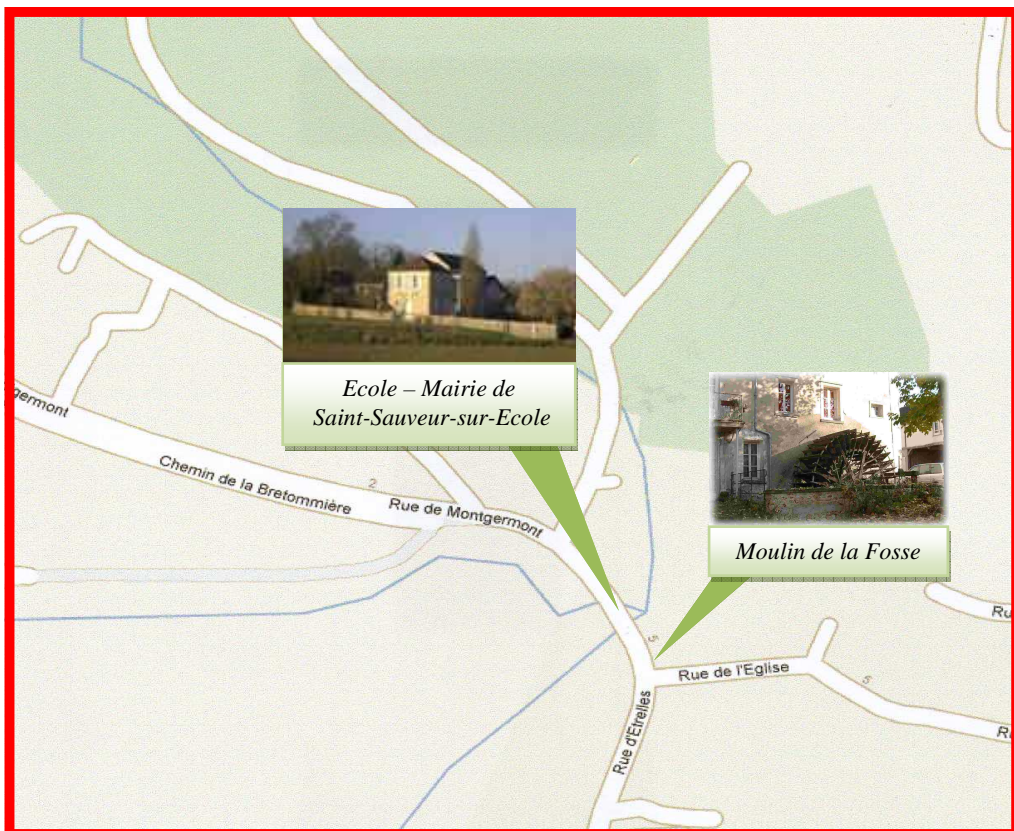 Ecole – Mairie de
Saint-Sauveur-sur-Ecole
Moulin de la Fosse
germont
Chemin de la Bretommière
2
Rue de Montgermont
5
Rue de l'Eglise
5
Rue d'Etrelles
Ru
R